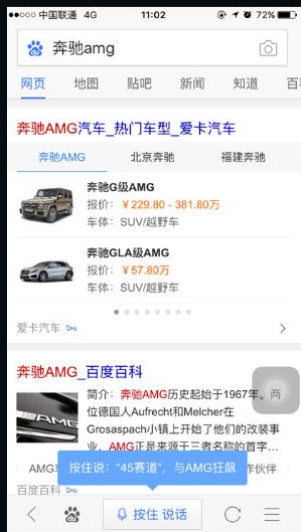 中国联通 4G 11:02 72%
奔驰amg
网页 地图 贴吧 新闻 知道 百
奔驰AMG汽车_热门车型_爱卡汽车
奔驰AMG 北京奔驰 福建奔驰
奔驰G级AMG
报价: ￥229.80 - 381.80万
车体: SUV/越野车
奔驰GLA级AMG
报价: ￥57.80万
车体: SUV/越野车
爱卡汽车
奔驰AMG_百度百科
简介: 奔驰AMG历史起始于1967年。两
位德国人Aufrecht和Melcher在
Grosaspach小镇上开始了他们的改装事
业，AMG正是来源于三者名称的首字...
AMG 作伙伴
按住说：“45赛道”，与AMG狂飙
百度百科
按住 说话